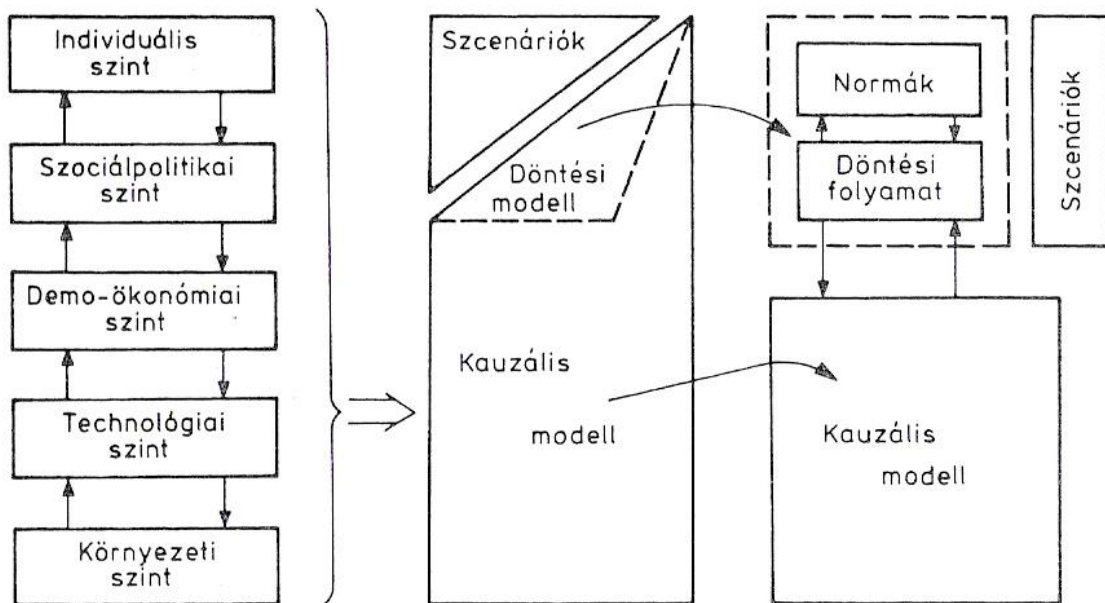 Individuális
szint
Szociálpolitikai
szint
Demo-ökonómiai
szint
Technológiai
szint
Környezeti
szint
Szcenáriók
Döntési
modell
Kauzális
modell
Normák
Döntési
folyamat
Kauzális
modell
Szcenáriók